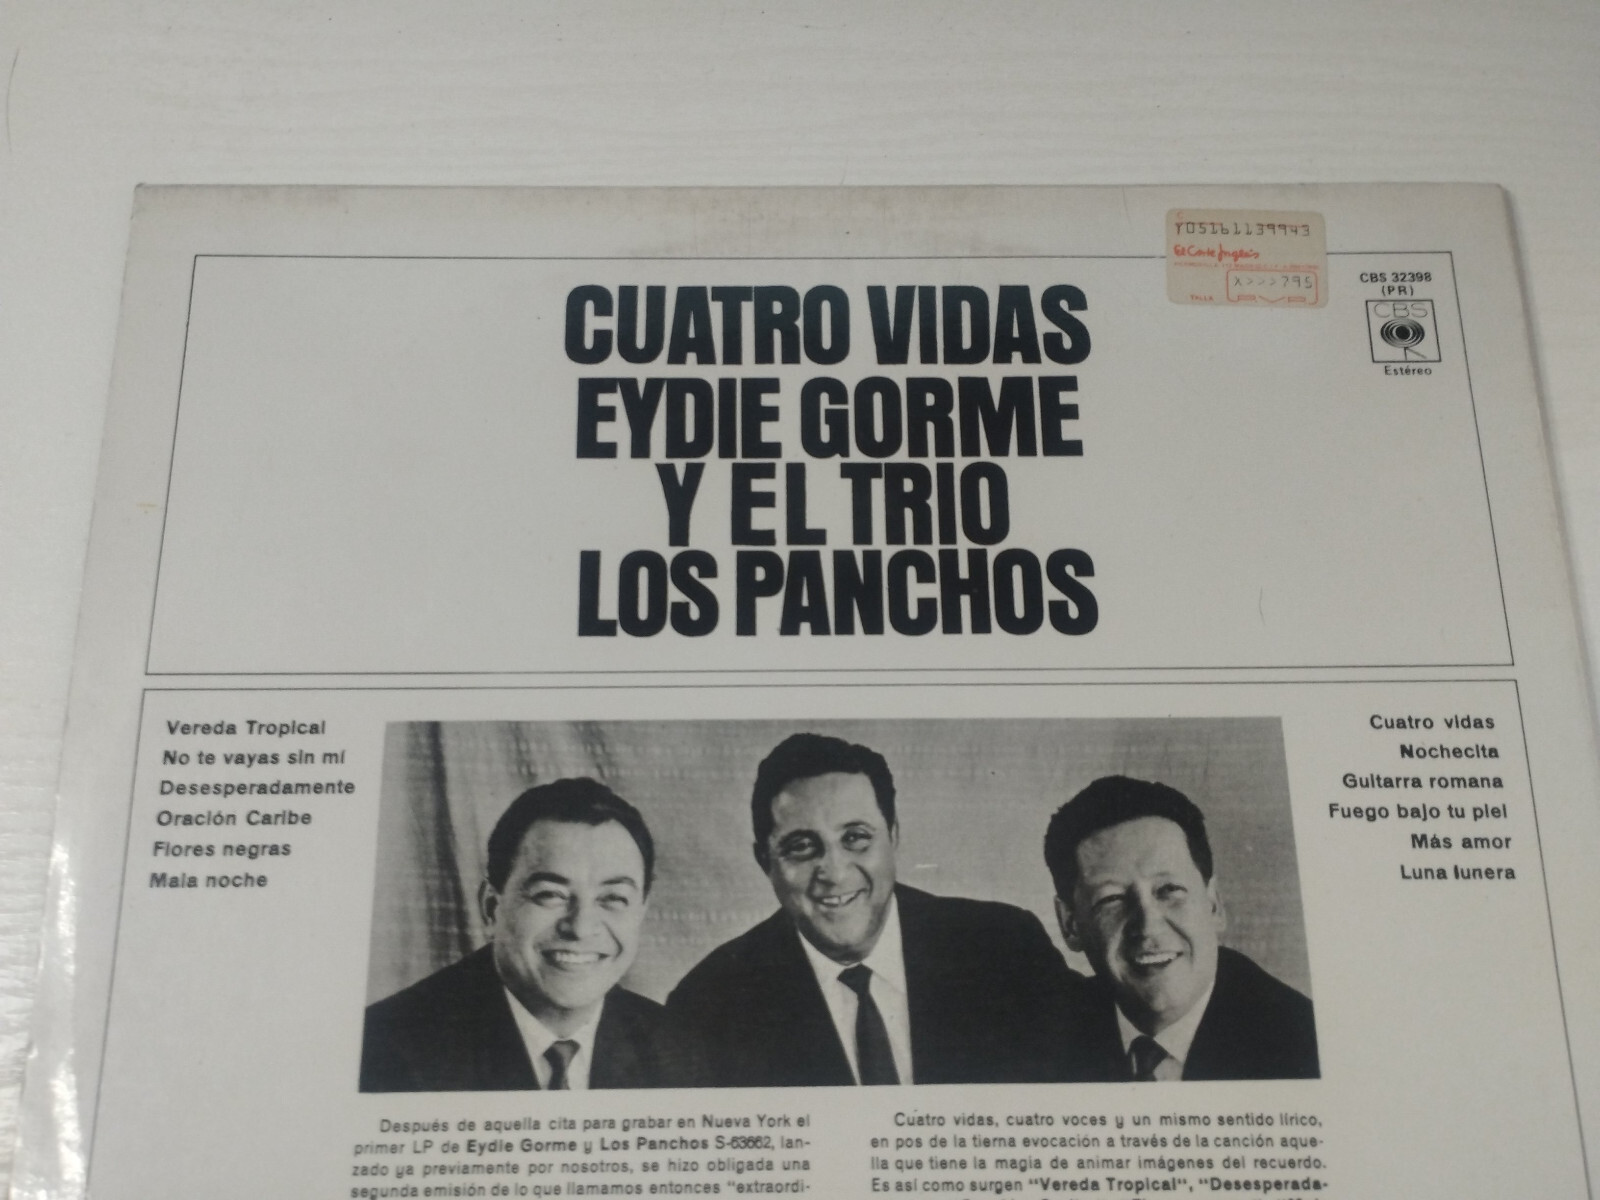 Y05161139943
El Corte Inglés
TALLA
X>>>>795
CBS 32398
(PR)
CBS
Estéreo
CUATRO VIDAS
EYDIE GORME
Y EL TRIO
LOS PANCHOS
Vereda Tropical
No te vayas sin mí
Desesperadamente
Oración Caribe
Flores negras
Mala noche
Cuatro vidas
Nochecita
Guitarra romana
Fuego bajo tu piel
Más amor
Luna lunera
Después de aquella cita para grabar en Nueva York el
primer LP de Eydie Gorme y Los Panchos S-63662, lan-
zado ya previamente por nosotros, se hizo obligada una
segunda emisión de lo que llamamos entonces "extraordi-
Cuatro vidas, cuatro voces y un mismo sentido lírico,
en pos de la tierna evocación a través de la canción aque-
lla que tiene la magia de animar imágenes del recuerdo.
Es así como surgen "Vereda Tropical", "Desesperada-